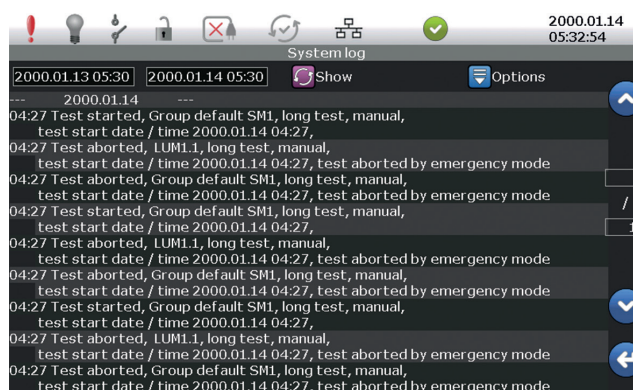 2000.01.14
05:32:54
System log
2000.01.13 05:30 2000.01.14 05:30 Show Options
--- 2000.01.14 ---
04:27 Test started, Group default SM1, long test, manual,
test start date / time 2000.01.14 04:27,
04:27 Test aborted, LUM1.1, long test, manual,
test start date / time 2000.01.14 04:27, test aborted by emergency mode
04:27 Test aborted, Group default SM1, long test, manual,
test start date / time 2000.01.14 04:27, test aborted by emergency mode
04:27 Test started, Group default SM1, long test, manual,
test start date / time 2000.01.14 04:27,
04:27 Test aborted, LUM1.1, long test, manual,
test start date / time 2000.01.14 04:27, test aborted by emergency mode
04:27 Test aborted, Group default SM1, long test, manual,
test start date / time 2000.01.14 04:27, test aborted by emergency mode
04:27 Test started, Group default SM1, long test, manual,
test start date / time 2000.01.14 04:27,
04:27 Test aborted, LUM1.1, long test, manual,
test start date / time 2000.01.14 04:27, test aborted by emergency mode
04:27 Test aborted, Group default SM1, long test, manual,
test start date / time 2000.01.14 04:27, test aborted by emergency mode
/
1